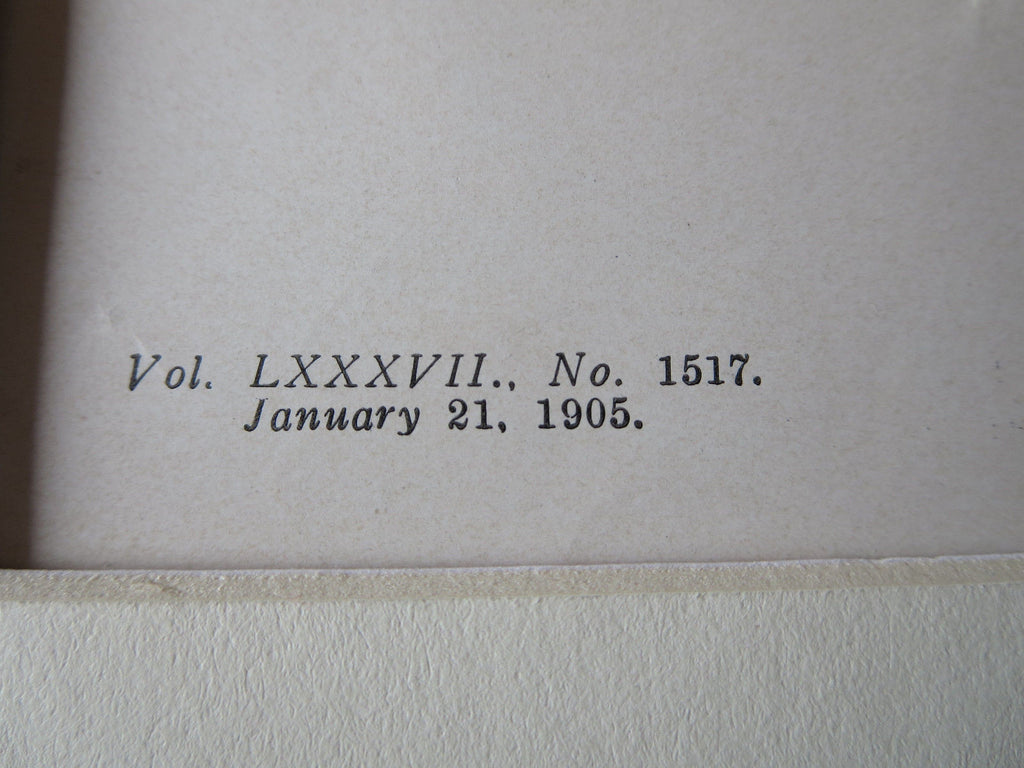 Vol. LXXXVII., No. 1517.
January 21, 1905.